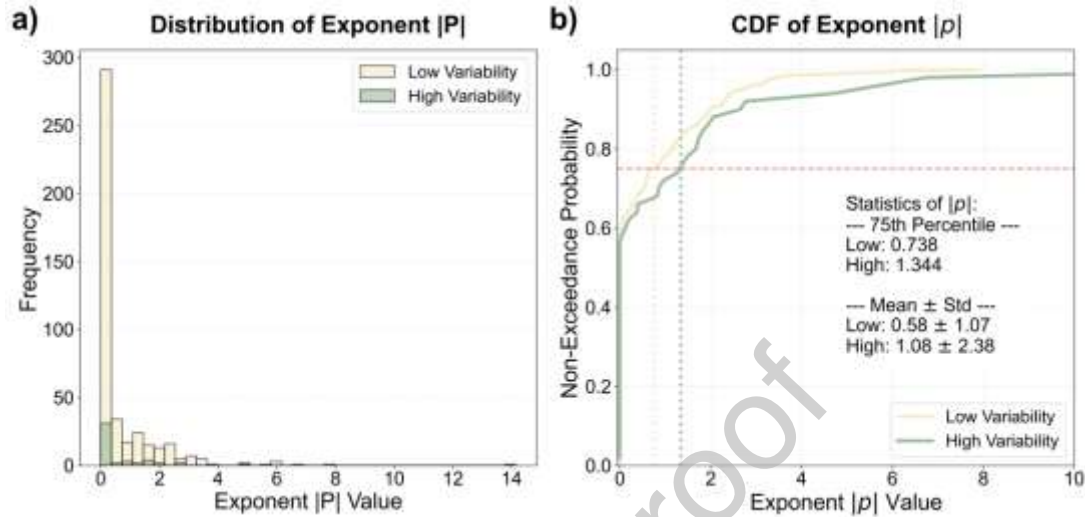 a) Distribution of Exponent |P|
300
250
200
150
100
50
0
Frequency
Low Variability
High Variability
0 2 4 6 8 10 12 14
Exponent |P| Value
b) CDF of Exponent |p|
1.0
0.8
0.6
0.4
0.2
0.0
Non-Exceedance Probability
Statistics of |p|:
--- 75th Percentile ---
Low: 0.738
High: 1.344
--- Mean ± Std ---
Low: 0.58 ± 1.07
High: 1.08 ± 2.38
Low Variability
High Variability
0 2 4 6 8 10
Exponent |p| Value
roof